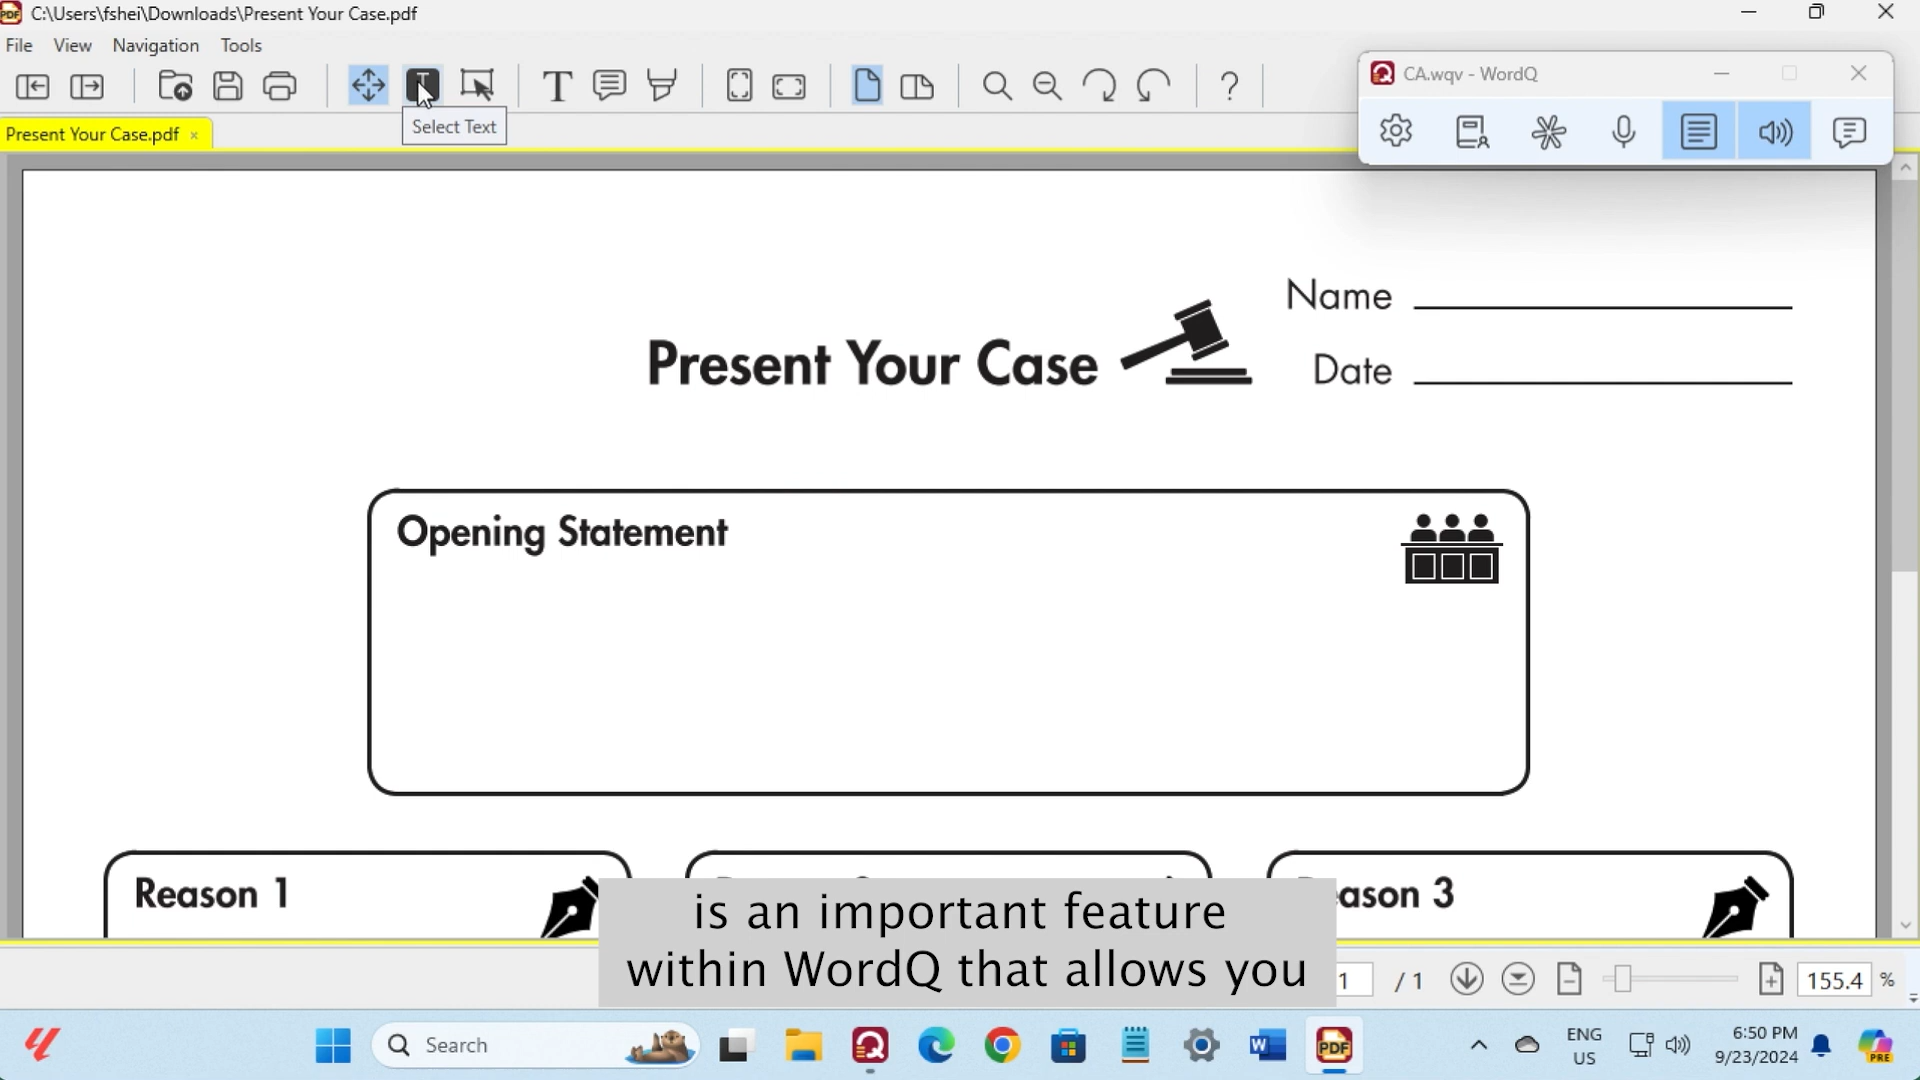 C:\Users\fshei\Downloads\Present Your Case.pdf
File View Navigation Tools
CA.wqv - WordQ
Select Text
Present Your Case.pdf
Name
Present Your Case
Date
Opening Statement
Reason 1
ason 3
is an important feature
within WordQ that allows you
1 / 1
155.4 %
Search
ENG
US
6:50 PM
9/23/2024
PDF
PRE